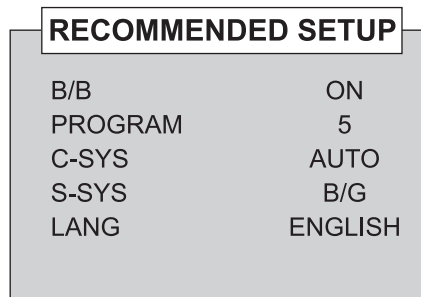 RECOMMENDED SETUP
B/B ON
PROGRAM 5
C-SYS AUTO
S-SYS B/G
LANG ENGLISH